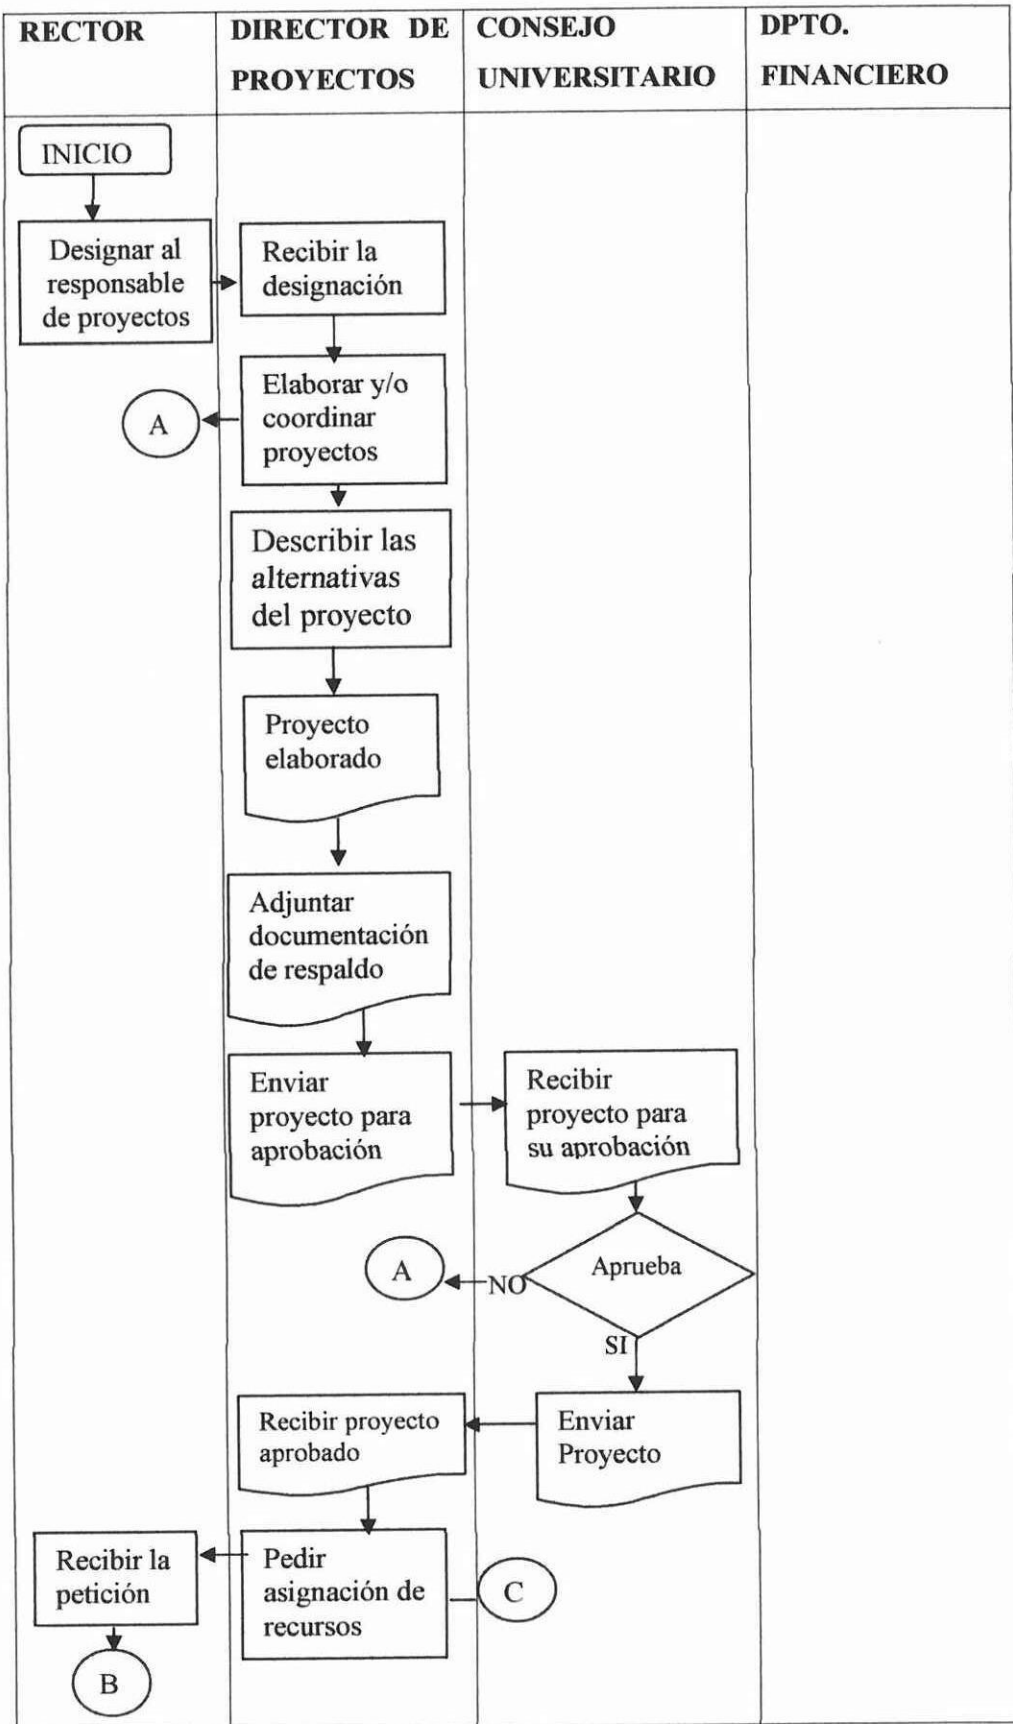 RECTOR
DIRECTOR DE
PROYECTOS
CONSEJO
UNIVERSITARIO
DPTO.
FINANCIERO
INICIO
Designar al
responsable
de proyectos
Recibir la
designación
Elaborar y/o
coordinar
proyectos
A
Describir las
alternativas
del proyecto
Proyecto
elaborado
Adjuntar
documentación
de respaldo
Enviar
proyecto para
aprobación
Recibir
proyecto para
su aprobación
Aprueba
NO
A
SI
Enviar
Proyecto
Recibir proyecto
aprobado
Pedir
asignación de
recursos
C
Recibir la
petición
B